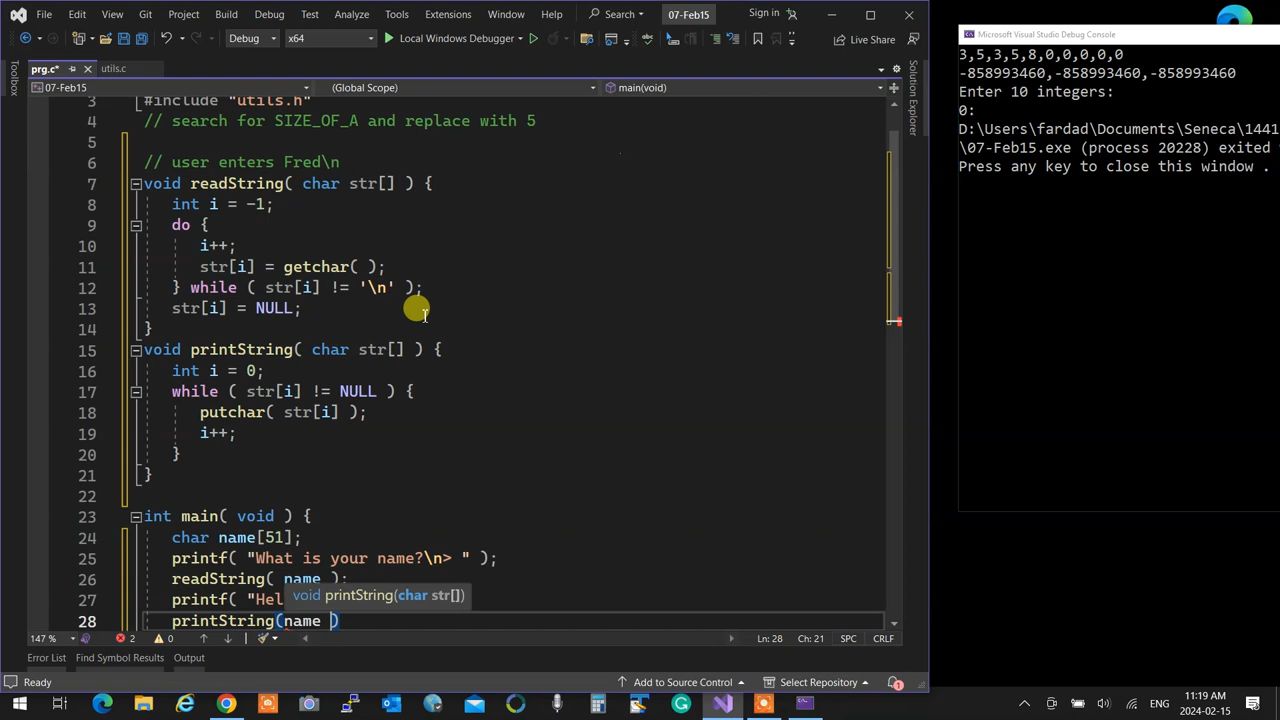 File Edit View Git Project Build Debug Test Analyze Tools Extensions Window Help Search 07-Feb15 Sign in
Debug x64 Local Windows Debugger Live Share
prg.c* utils.c
07-Feb15 (Global Scope) main(void)
Toolbox
Solution Explorer
3 #include "utils.h"
4 // search for SIZE_OF_A and replace with 5
5
6 // user enters Fred\n
7 void readString( char str[] ) {
8 int i = -1;
9 do {
10 i++;
11 str[i] = getchar( );
12 } while ( str[i] != '\n' );
13 str[i] = NULL;
14 }
15 void printString( char str[] ) {
16 int i = 0;
17 while ( str[i] != NULL ) {
18 putchar( str[i] );
19 i++;
20 }
21 }
22
23 int main( void ) {
24 char name[51];
25 printf( "What is your name?\n> " );
26 readString( name );
27 printf( "Hel
void printString(char str[])
28 printString(name )
147 % 2 0 Ln: 28 Ch: 21 SPC CRLF
Error List Find Symbol Results Output
Ready Add to Source Control Select Repository 1
Microsoft Visual Studio Debug Console
3,5,3,5,8,0,0,0,0,0
-858993460,-858993460,-858993460
Enter 10 integers:
0:
D:\Users\fardad\Documents\Seneca\1441
\07-Feb15.exe (process 20228) exited
Press any key to close this window .
ENG
11:19 AM
2024-02-15